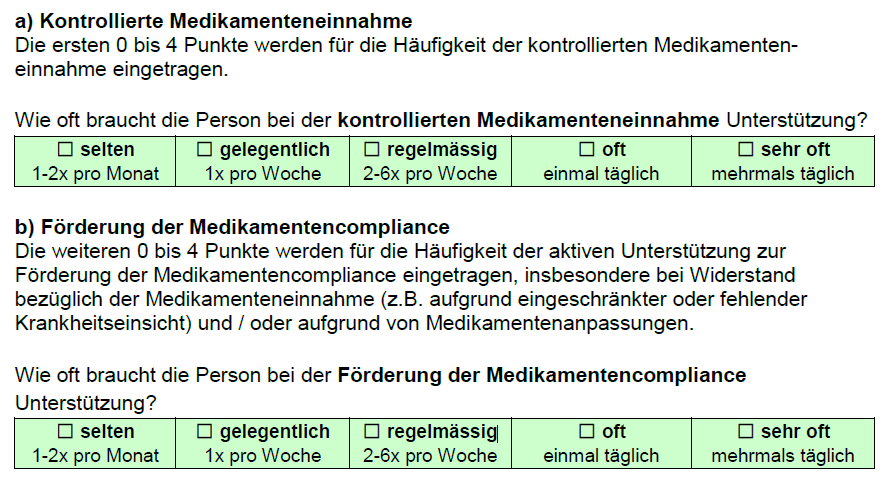 a) Kontrollierte Medikamenteneinnahme
Die ersten 0 bis 4 Punkte werden für die Häufigkeit der kontrollierten Medikamenten-
einnahme eingetragen.
Wie oft braucht die Person bei der kontrollierten Medikamenteneinnahme Unterstützung?
☐ selten ☐ gelegentlich ☐ regelmässig ☐ oft ☐ sehr oft
1-2x pro Monat 1x pro Woche 2-6x pro Woche einmal täglich mehrmals täglich
b) Förderung der Medikamentencompliance
Die weiteren 0 bis 4 Punkte werden für die Häufigkeit der aktiven Unterstützung zur
Förderung der Medikamentencompliance eingetragen, insbesondere bei Widerstand
bezüglich der Medikamenteneinnahme (z.B. aufgrund eingeschränkter oder fehlender
Krankheitseinsicht) und / oder aufgrund von Medikamentenanpassungen.
Wie oft braucht die Person bei der Förderung der Medikamentencompliance
Unterstützung?
☐ selten ☐ gelegentlich ☐ regelmässig ☐ oft ☐ sehr oft
1-2x pro Monat 1x pro Woche 2-6x pro Woche einmal täglich mehrmals täglich